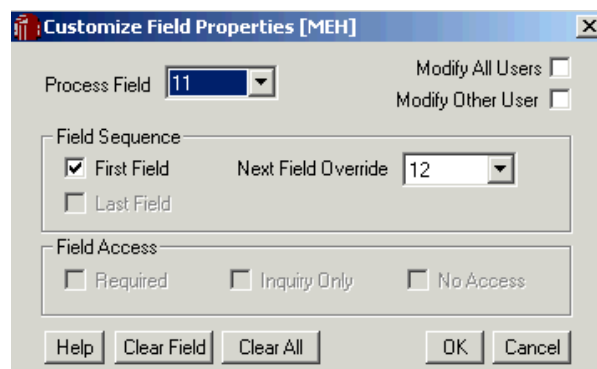 Customize Field Properties [MEH]
Process Field 11
Modify All Users
Modify Other User
Field Sequence
First Field Next Field Override 12
Last Field
Field Access
Required Inquiry Only No Access
Help Clear Field Clear All OK Cancel